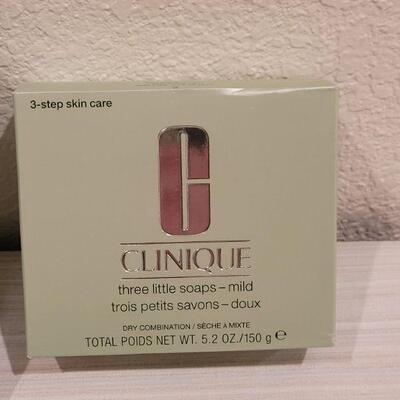 3-step skin care
C
CLINIQUE
three little soaps – mild
trois petits savons – doux
DRY COMBINATION / SÈCHE À MIXTE
TOTAL POIDS NET WT. 5.2 OZ./150 g ℮